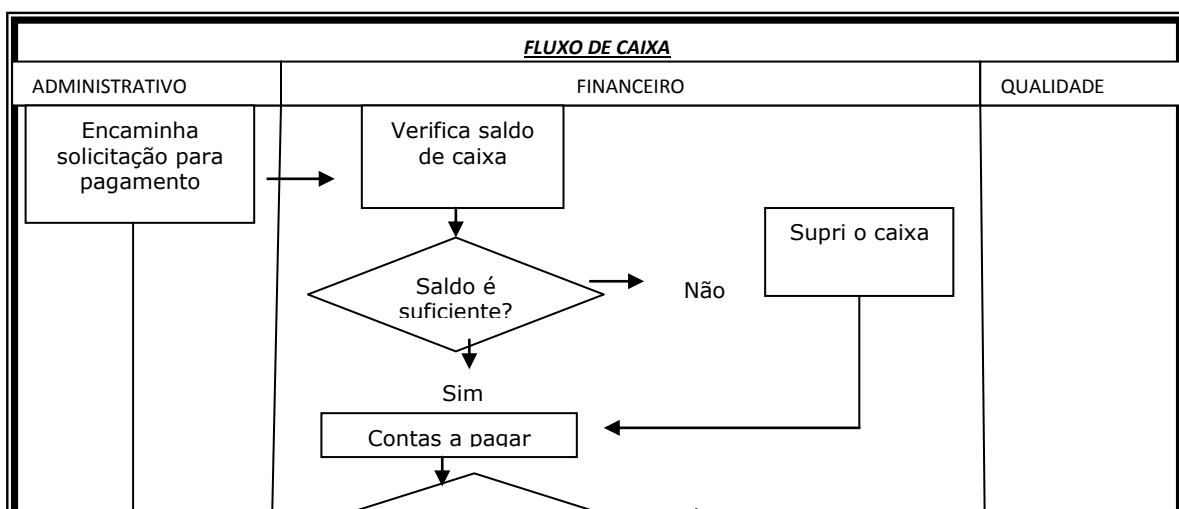 FLUXO DE CAIXA
ADMINISTRATIVO
FINANCEIRO
QUALIDADE
Encaminha
solicitação para
pagamento
Verifica saldo
de caixa
Supri o caixa
Saldo é
suficiente?
Não
Sim
Contas a pagar